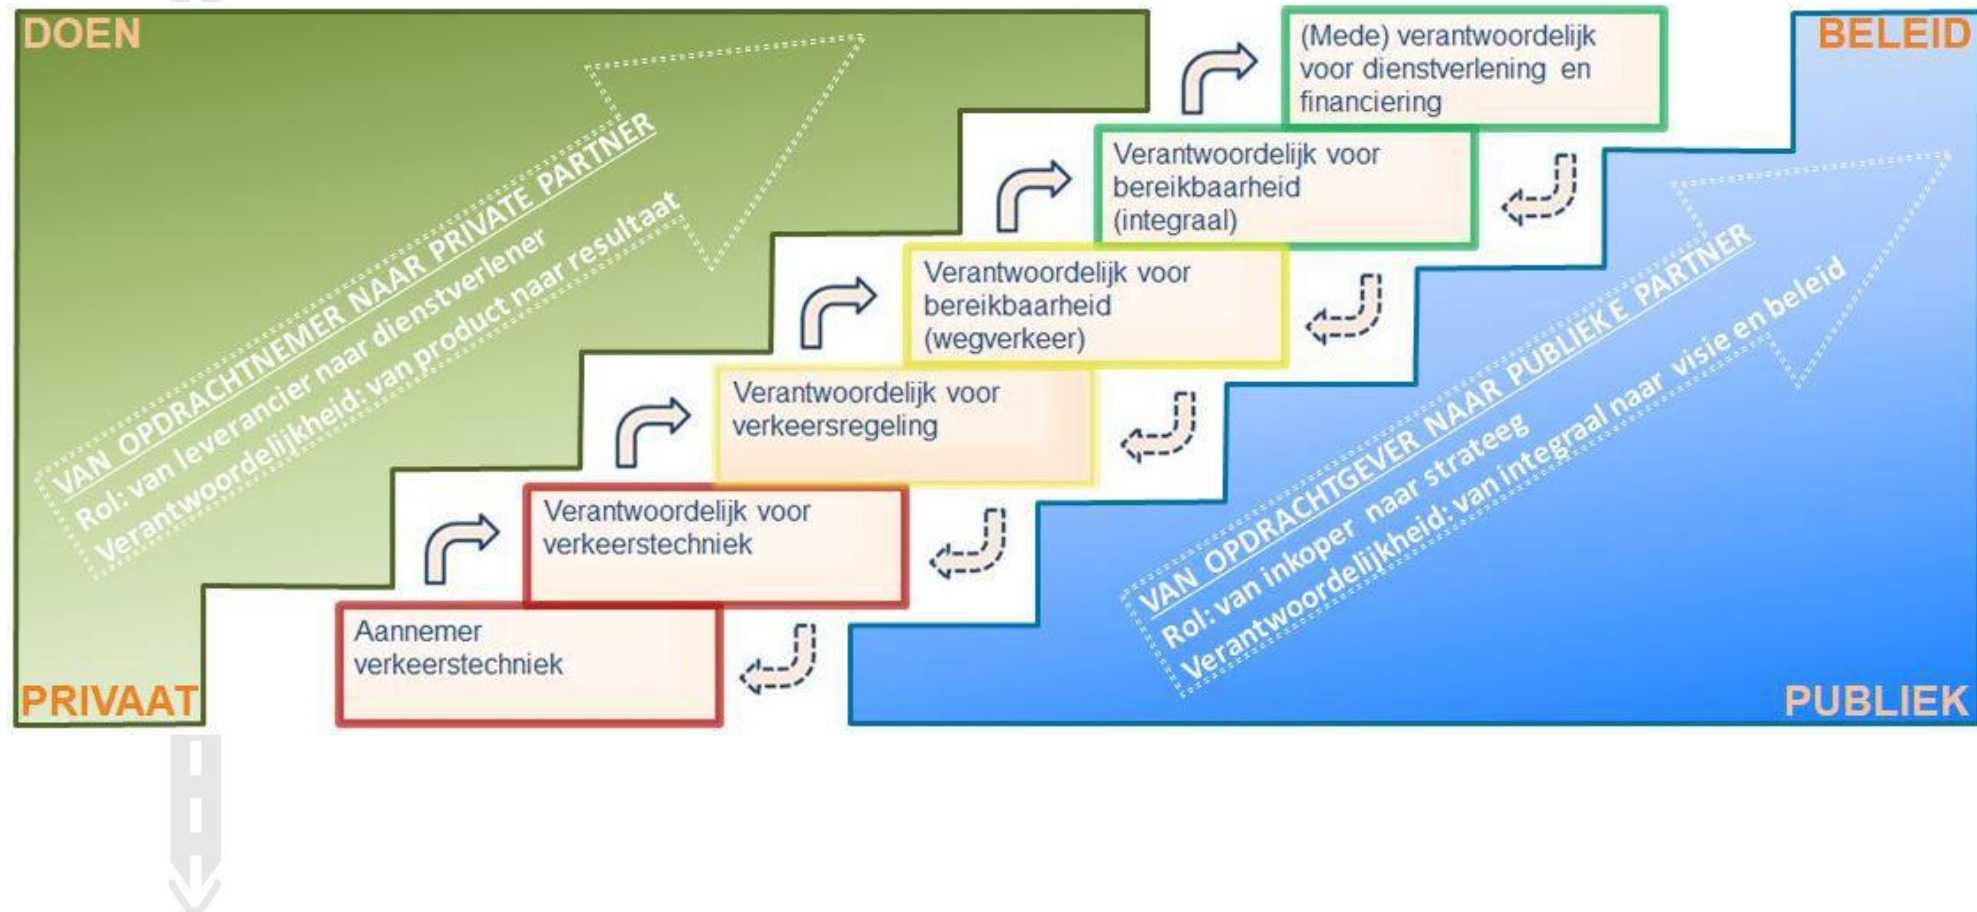 DOEN
BELEID
(Mede) verantwoordelijk
voor dienstverlening en
financiering
Verantwoordelijk voor
bereikbaarheid
(integraal)
Verantwoordelijk voor
bereikbaarheid
(wegverkeer)
Verantwoordelijk voor
verkeersregeling
Verantwoordelijk voor
verkeerstechniek
Aannemer
verkeerstechniek
VAN OPDRACHTNEMER NAAR PRIVATE PARTNER
Rol: van leverancier naar dienstverlener
Verantwoordelijkheid: van product naar resultaat
VAN OPDRACHTGEVER NAAR PUBLIEKE PARTNER
Rol: van inkoper naar strateeg
Verantwoordelijkheid: van integraal naar visie en beleid
PRIVAAT
PUBLIEK